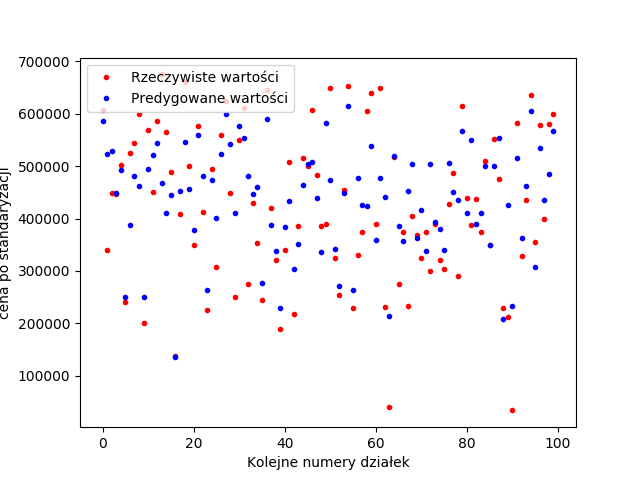 700000
600000
500000
400000
300000
200000
100000
cena po standaryzacji
Rzeczywiste wartości
Predygowane wartości
0 20 40 60 80 100
Kolejne numery działek